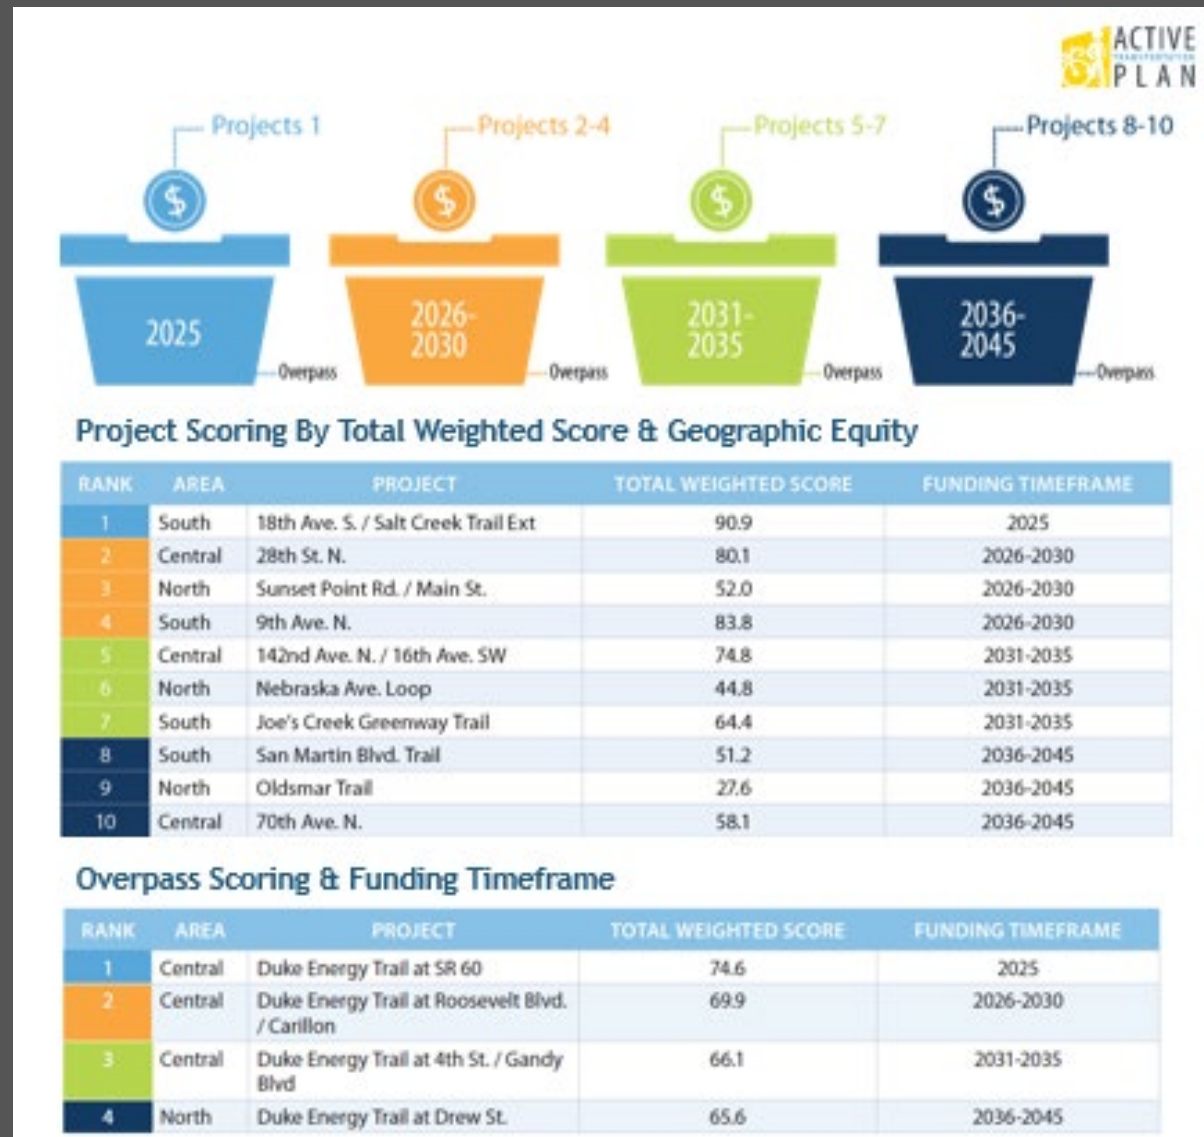 ACTIVE
TRANSPORTATION
PLAN
Projects 1
Projects 2-4
Projects 5-7
Projects 8-10
$
$
$
$
2025
2026-
2030
2031-
2035
2036-
2045
Overpass
Overpass
Overpass
Overpass
Project Scoring By Total Weighted Score & Geographic Equity
RANK AREA PROJECT TOTAL WEIGHTED SCORE FUNDING TIMEFRAME
1 South 18th Ave. S. / Salt Creek Trail Ext 90.9 2025
2 Central 28th St. N. 80.1 2026-2030
3 North Sunset Point Rd. / Main St. 52.0 2026-2030
4 South 9th Ave. N. 83.8 2026-2030
5 Central 142nd Ave. N. / 16th Ave. SW 74.8 2031-2035
6 North Nebraska Ave. Loop 44.8 2031-2035
7 South Joe's Creek Greenway Trail 64.4 2031-2035
8 South San Martin Blvd. Trail 51.2 2036-2045
9 North Oldsmar Trail 27.6 2036-2045
10 Central 70th Ave. N. 58.1 2036-2045
Overpass Scoring & Funding Timeframe
RANK AREA PROJECT TOTAL WEIGHTED SCORE FUNDING TIMEFRAME
1 Central Duke Energy Trail at SR 60 74.6 2025
2 Central Duke Energy Trail at Roosevelt Blvd. 69.9 2026-2030
/ Carillon
3 Central Duke Energy Trail at 4th St. / Gandy 66.1 2031-2035
Blvd
4 North Duke Energy Trail at Drew St. 65.6 2036-2045